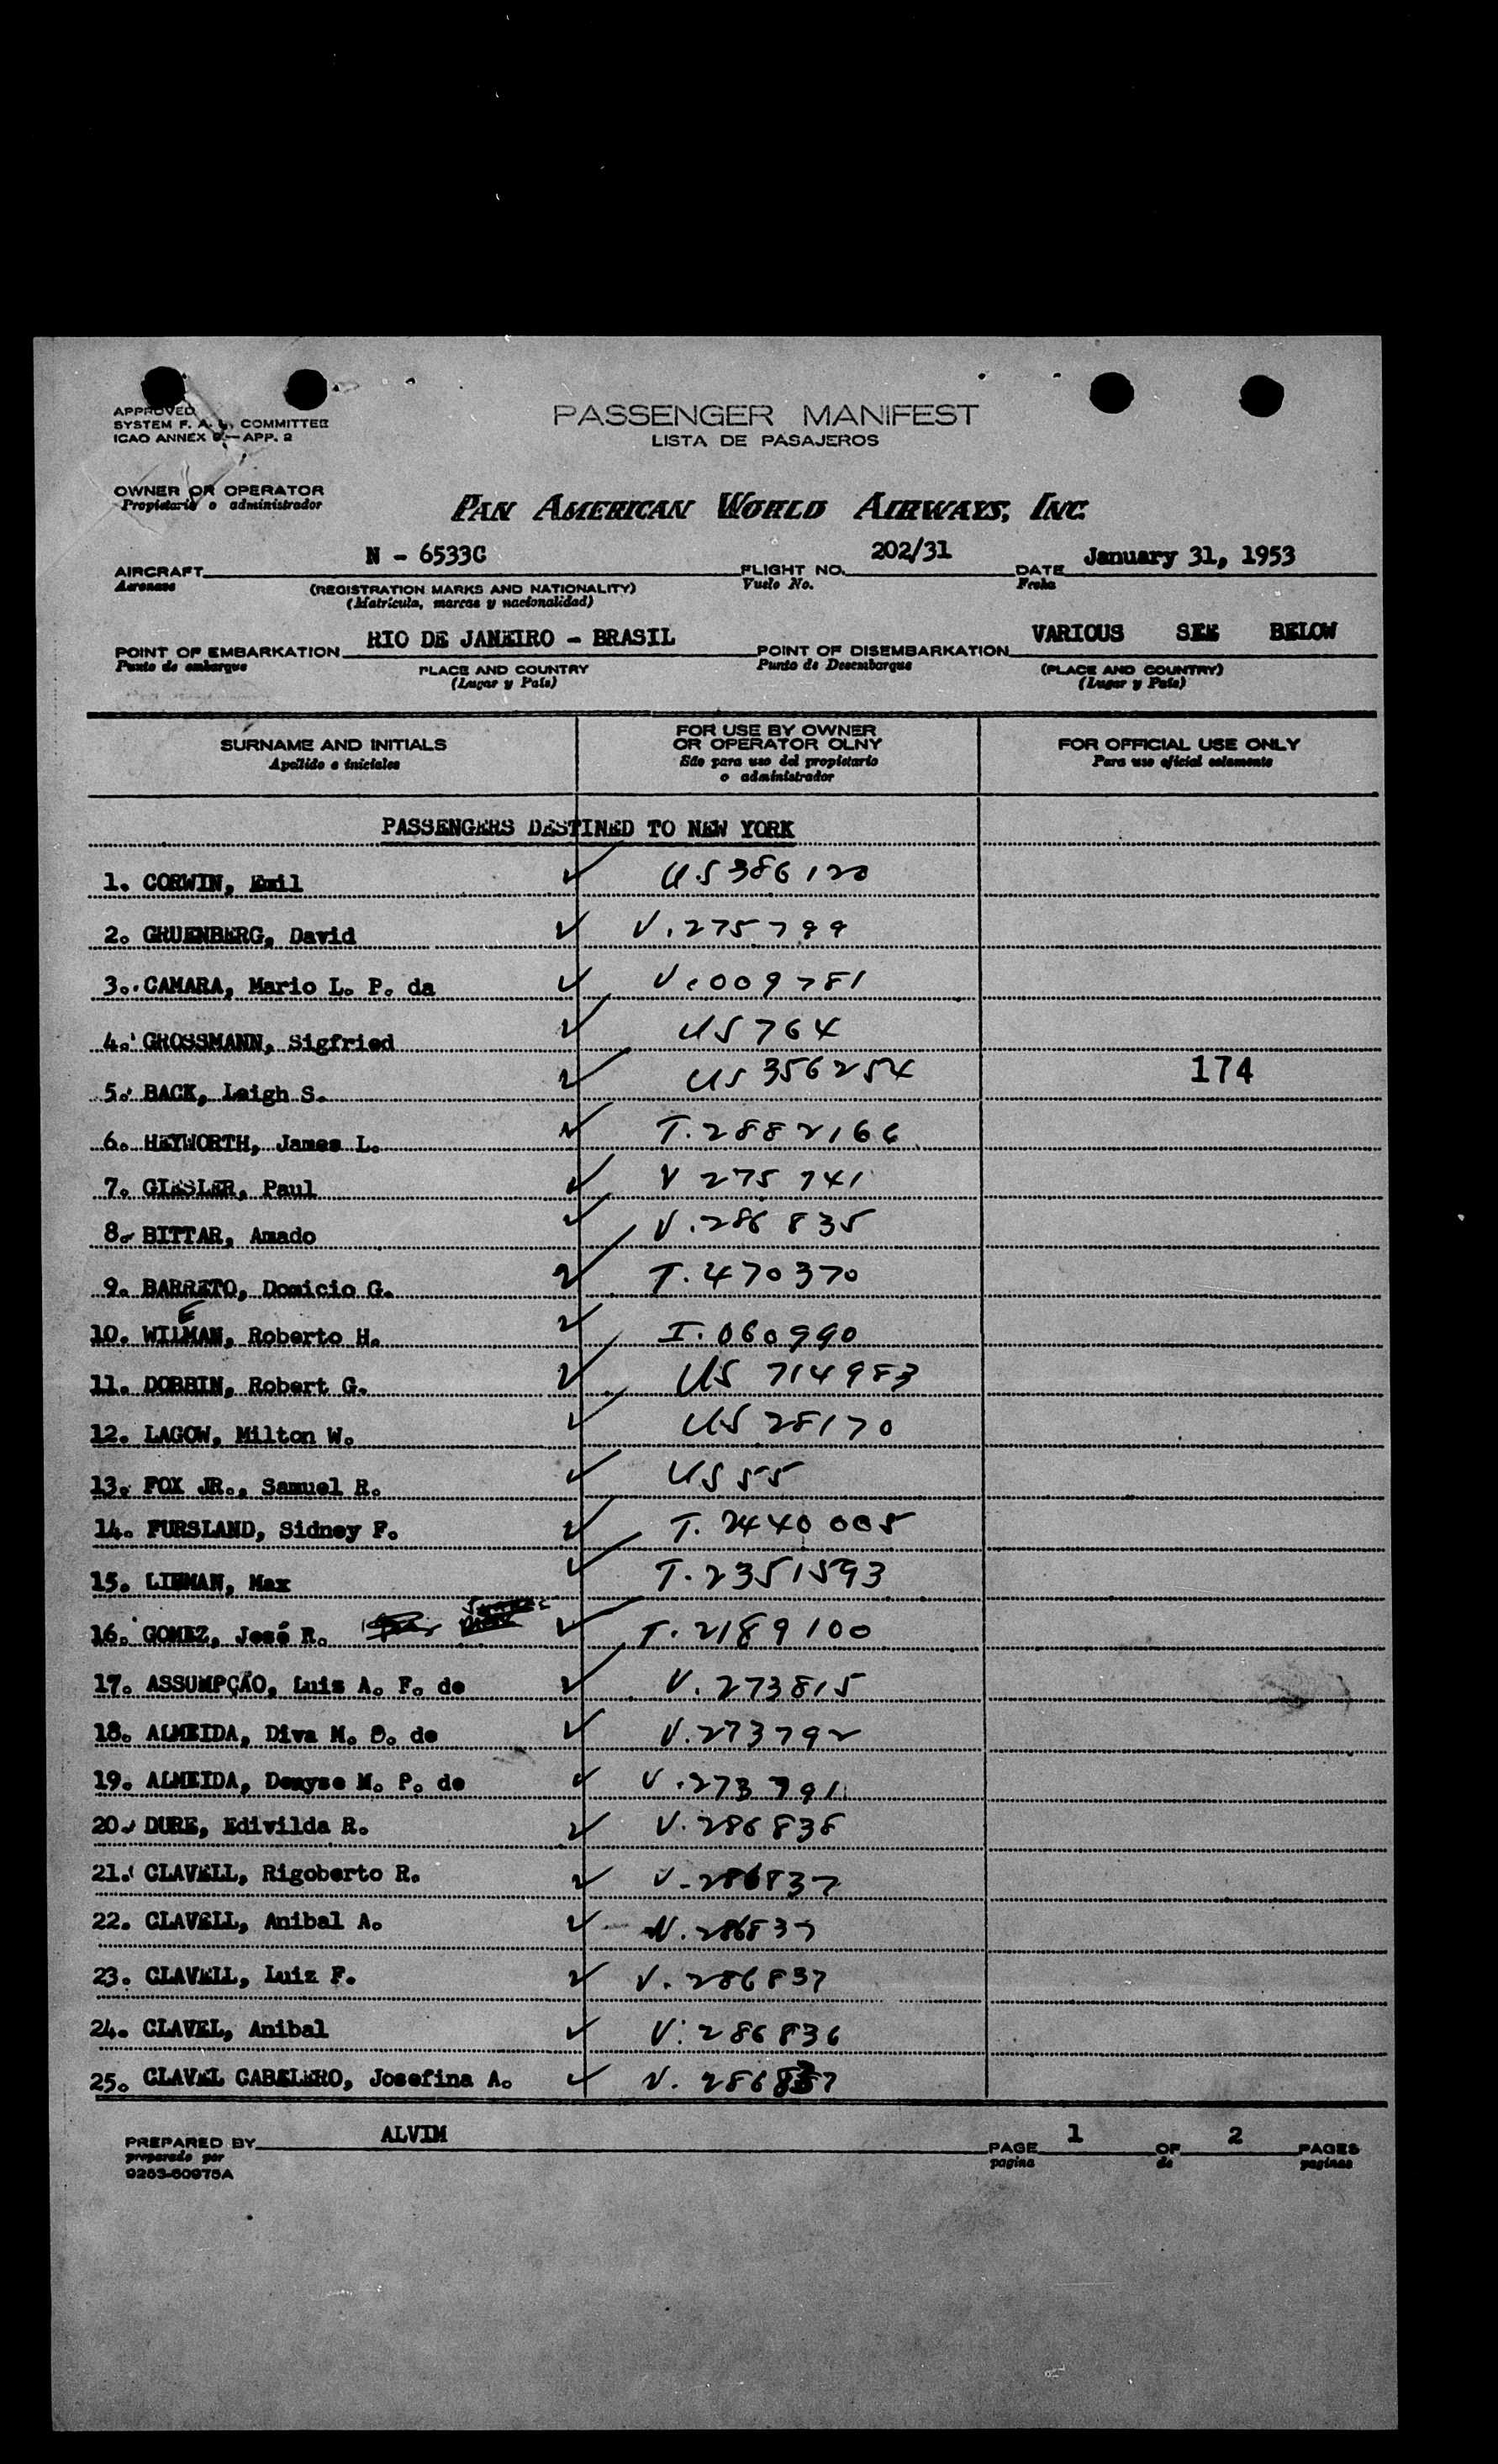 APPROVED
SYSTEM F. A. L. COMMITTEE
ICAO ANNEX 9 — APP. 2
PASSENGER MANIFEST
LISTA DE PASAJEROS
OWNER OR OPERATOR
Propietario o administrador
PAN AMERICAN WORLD AIRWAYS, INC.
AIRCRAFT N - 6533C FLIGHT NO. 202/31 DATE January 31, 1953
Aeronave (REGISTRATION MARKS AND NATIONALITY) Vuelo No. Fecha
(Matrícula, marcas y nacionalidad)
POINT OF EMBARKATION RIO DE JANEIRO - BRASIL POINT OF DISEMBARKATION VARIOUS SEE BELOW
Punto de embarque PLACE AND COUNTRY Punto de Desembarque (PLACE AND COUNTRY)
(Lugar y País) (Lugar y País)
SURNAME AND INITIALS FOR USE BY OWNER OR OPERATOR OLNY FOR OFFICIAL USE ONLY
Apellido e iniciales Sóo para uso del propietario o administrador Para uso oficial solamente
PASSENGERS DESTINED TO NEW YORK
1. CORWIN, Emil ✓ US 386120
2. GRUENBERG, David ✓ V. 275799
3. CAMARA, Mario L. P. da ✓ V. 009781
4. GROSSMANN, Sigfried ✓ US 764
5. BACK, Leigh S. ✓ US 356254 174
6. HEYWORTH, James L. ✓ T. 2882166
7. GIESLER, Paul ✓ V 275741
8. BITTAR, Amado ✓ V. 286835
9. BARRETO, Domicio G. ✓ T. 470370
10. WILMAN, Roberto H. ✓ I. 060990
11. DOBBIN, Robert G. ✓ US 714983
12. LAGOW, Milton W. ✓ US 28170
13. FOX JR., Samuel R. ✓ US 55
14. FURSLAND, Sidney F. ✓ T. 2440005
15. LIEMAN, Max ✓ T. 2351593
16. GOMEZ, José R. ✓ T. 2189100
17. ASSUMPÇÃO, Luiz A. F. de ✓ V. 273815
18. ALMEIDA, Diva M. S. de ✓ V. 273792
19. ALMEIDA, Denyse M. P. de ✓ V. 273791
20. DURE, Edivilda R. ✓ V. 286838
21. CLAVELL, Rigoberto R. ✓ V. 286837
22. CLAVELL, Anibal A. ✓ V. 286837
23. CLAVELL, Luiz F. ✓ V. 286837
24. CLAVEL, Anibal ✓ V. 286836
25. CLAVEL CABELERO, Josefina A. ✓ V. 286837
PREPARED BY ALVIM PAGE 1 OF 2 PAGES
preparado por pagina de paginas
9253-60975A